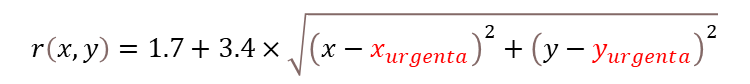 r(x, y) = 1.7 + 3.4 × √((x − x_urgenta)² + (y − y_urgenta)²)